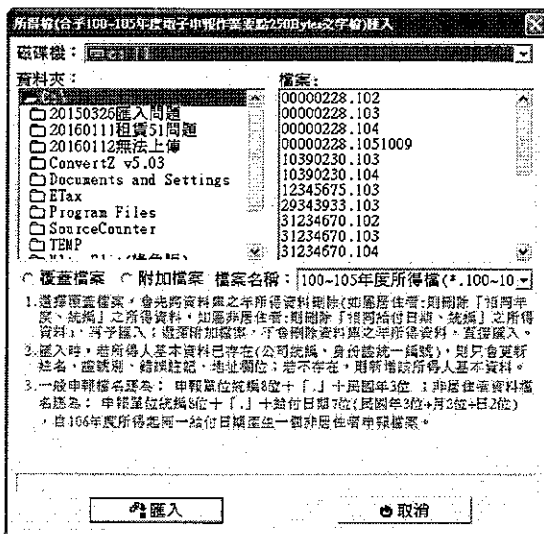 所得檔(合乎100-105年度電子申報作業要點250Bytes文字檔)匯入
磁碟機：
資料夾：
檔案：
20150326匯入問題
20160111租賃51問題
20160112無法上傳
ConvertZ v5.03
Documents and Settings
ETax
Program Files
SourceCounter
TEMP
00000228.102
00000228.103
00000228.104
00000228.1051009
10390230.103
10390230.104
12345675.103
29343933.103
31234670.102
31234670.103
31234670.104
覆蓋檔案 附加檔案 檔案名稱：100~105年度所得檔(*.100~10
1.選擇覆蓋檔案，會先將資料庫之年所得資料刪除(如屬居住者:則刪除「相同年
度、統編」之所得資料，如屬非居住者:則刪除「相同給付日期、統編」之所得
資料)，再予匯入；選擇附加檔案，不會刪除資料庫之年所得資料，直接匯入。
2.匯入時，若所得人基本資料已存在(公司統編、身份證統一編號)，則只會更新
姓名、證號別、錯誤註記、地址欄位；若不存在，則新增該所得人基本資料。
3.一般申報檔名應為： 申報單位統編8位＋「.」＋民國年3位 ；非居住者資料檔
名應為： 申報單位統編8位＋「.」＋給付日期7位(民國年3位+月2位+日2位)
，自106年度所得起同一給付日期產生一個非居住者申報檔案。
匯入
取消